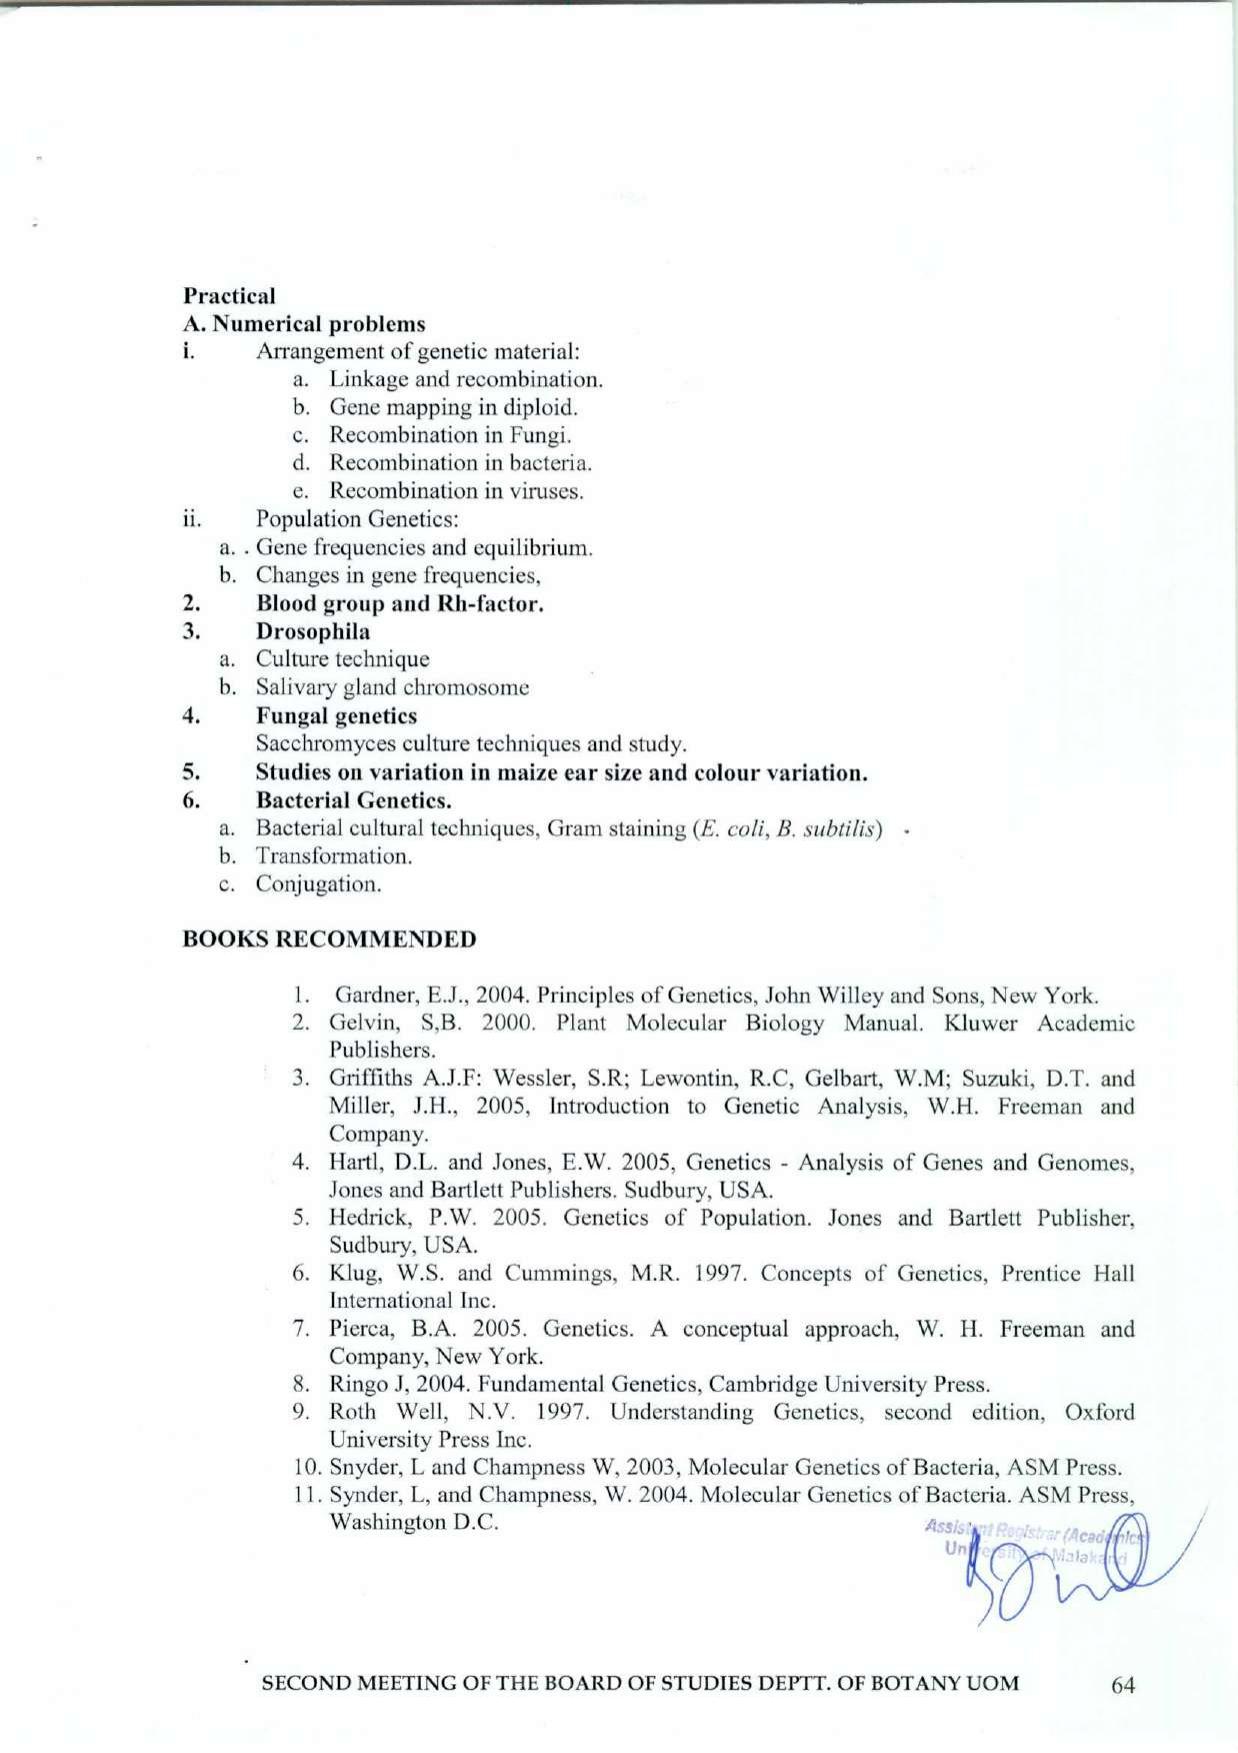 Practical
A. Numerical problems
i. Arrangement of genetic material:
a. Linkage and recombination.
b. Gene mapping in diploid.
c. Recombination in Fungi.
d. Recombination in bacteria.
e. Recombination in viruses.
ii. Population Genetics:
a. . Gene frequencies and equilibrium.
b. Changes in gene frequencies,
2. Blood group and Rh-factor.
3. Drosophila
a. Culture technique
b. Salivary gland chromosome
4. Fungal genetics
Sacchromyces culture techniques and study.
5. Studies on variation in maize ear size and colour variation.
6. Bacterial Genetics.
a. Bacterial cultural techniques, Gram staining (E. coli, B. subtilis)
b. Transformation.
c. Conjugation.
BOOKS RECOMMENDED
1. Gardner, E.J., 2004. Principles of Genetics, John Willey and Sons, New York.
2. Gelvin, S,B. 2000. Plant Molecular Biology Manual. Kluwer Academic
Publishers.
3. Griffiths A.J.F: Wessler, S.R; Lewontin, R.C, Gelbart, W.M; Suzuki, D.T. and
Miller, J.H., 2005, Introduction to Genetic Analysis, W.H. Freeman and
Company.
4. Hartl, D.L. and Jones, E.W. 2005, Genetics - Analysis of Genes and Genomes,
Jones and Bartlett Publishers. Sudbury, USA.
5. Hedrick, P.W. 2005. Genetics of Population. Jones and Bartlett Publisher,
Sudbury, USA.
6. Klug, W.S. and Cummings, M.R. 1997. Concepts of Genetics, Prentice Hall
International Inc.
7. Pierca, B.A. 2005. Genetics. A conceptual approach, W. H. Freeman and
Company, New York.
8. Ringo J, 2004. Fundamental Genetics, Cambridge University Press.
9. Roth Well, N.V. 1997. Understanding Genetics, second edition, Oxford
University Press Inc.
10. Snyder, L and Champness W, 2003, Molecular Genetics of Bacteria, ASM Press.
11. Synder, L, and Champness, W. 2004. Molecular Genetics of Bacteria. ASM Press,
Washington D.C.
Assistant Registrar (Academics
University of Malakand
SECOND MEETING OF THE BOARD OF STUDIES DEPTT. OF BOTANY UOM 64